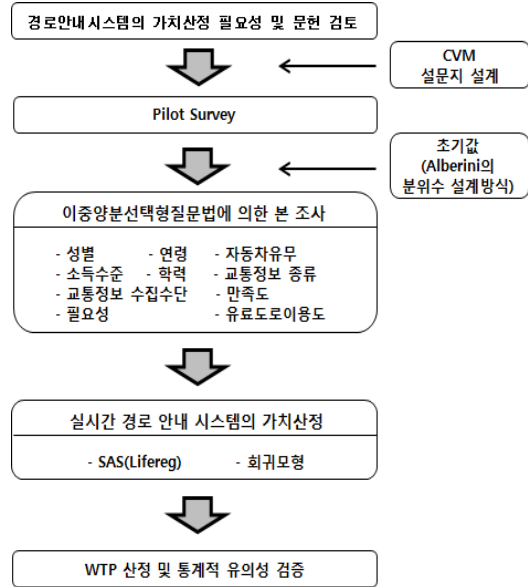 경로안내시스템의 가치산정 필요성 및 문헌 검토
CVM
설문지 설계
Pilot Survey
초기값
(Alberini의
분위수 설계방식)
이중양분선택형질문법에 의한 본 조사
- 성별 - 연령 - 자동차유무
- 소득수준 - 학력 - 교통정보 종류
- 교통정보 수집수단 - 만족도
- 필요성 - 유료도로이용도
실시간 경로 안내 시스템의 가치산정
- SAS(Lifereg) - 회귀모형
WTP 산정 및 통계적 유의성 검증